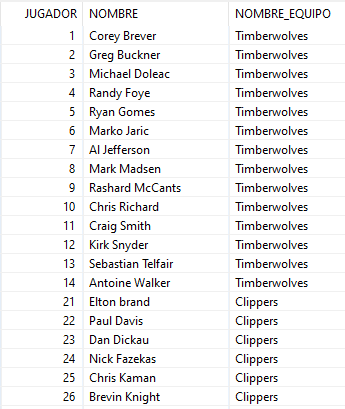 JUGADOR NOMBRE NOMBRE_EQUIPO
1 Corey Brever Timberwolves
2 Greg Buckner Timberwolves
3 Michael Doleac Timberwolves
4 Randy Foye Timberwolves
5 Ryan Gomes Timberwolves
6 Marko Jaric Timberwolves
7 Al Jefferson Timberwolves
8 Mark Madsen Timberwolves
9 Rashard McCants Timberwolves
10 Chris Richard Timberwolves
11 Craig Smith Timberwolves
12 Kirk Snyder Timberwolves
13 Sebastian Telfair Timberwolves
14 Antoine Walker Timberwolves
21 Elton brand Clippers
22 Paul Davis Clippers
23 Dan Dickau Clippers
24 Nick Fazekas Clippers
25 Chris Kaman Clippers
26 Brevin Knight Clippers